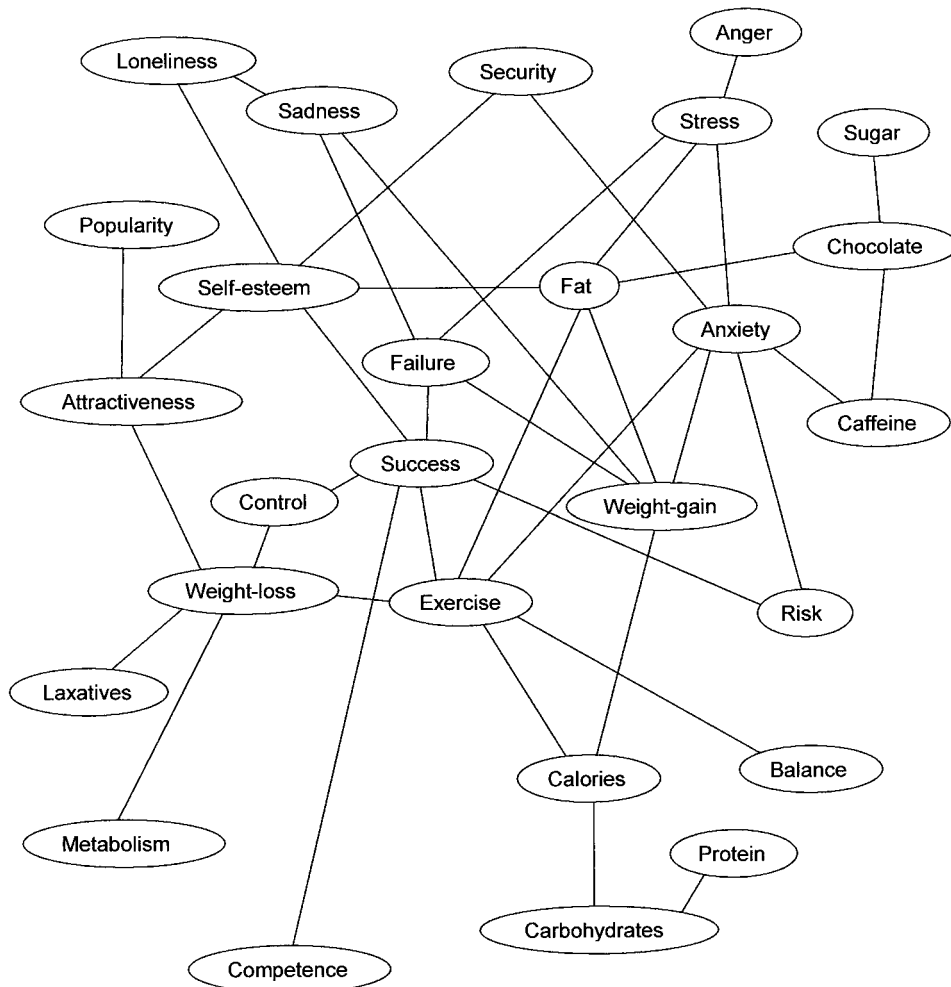 Anger
Loneliness
Security
Sadness
Stress
Sugar
Popularity
Chocolate
Self-esteem
Fat
Anxiety
Failure
Attractiveness
Caffeine
Success
Control
Weight-gain
Weight-loss
Exercise
Risk
Laxatives
Calories
Balance
Metabolism
Protein
Carbohydrates
Competence